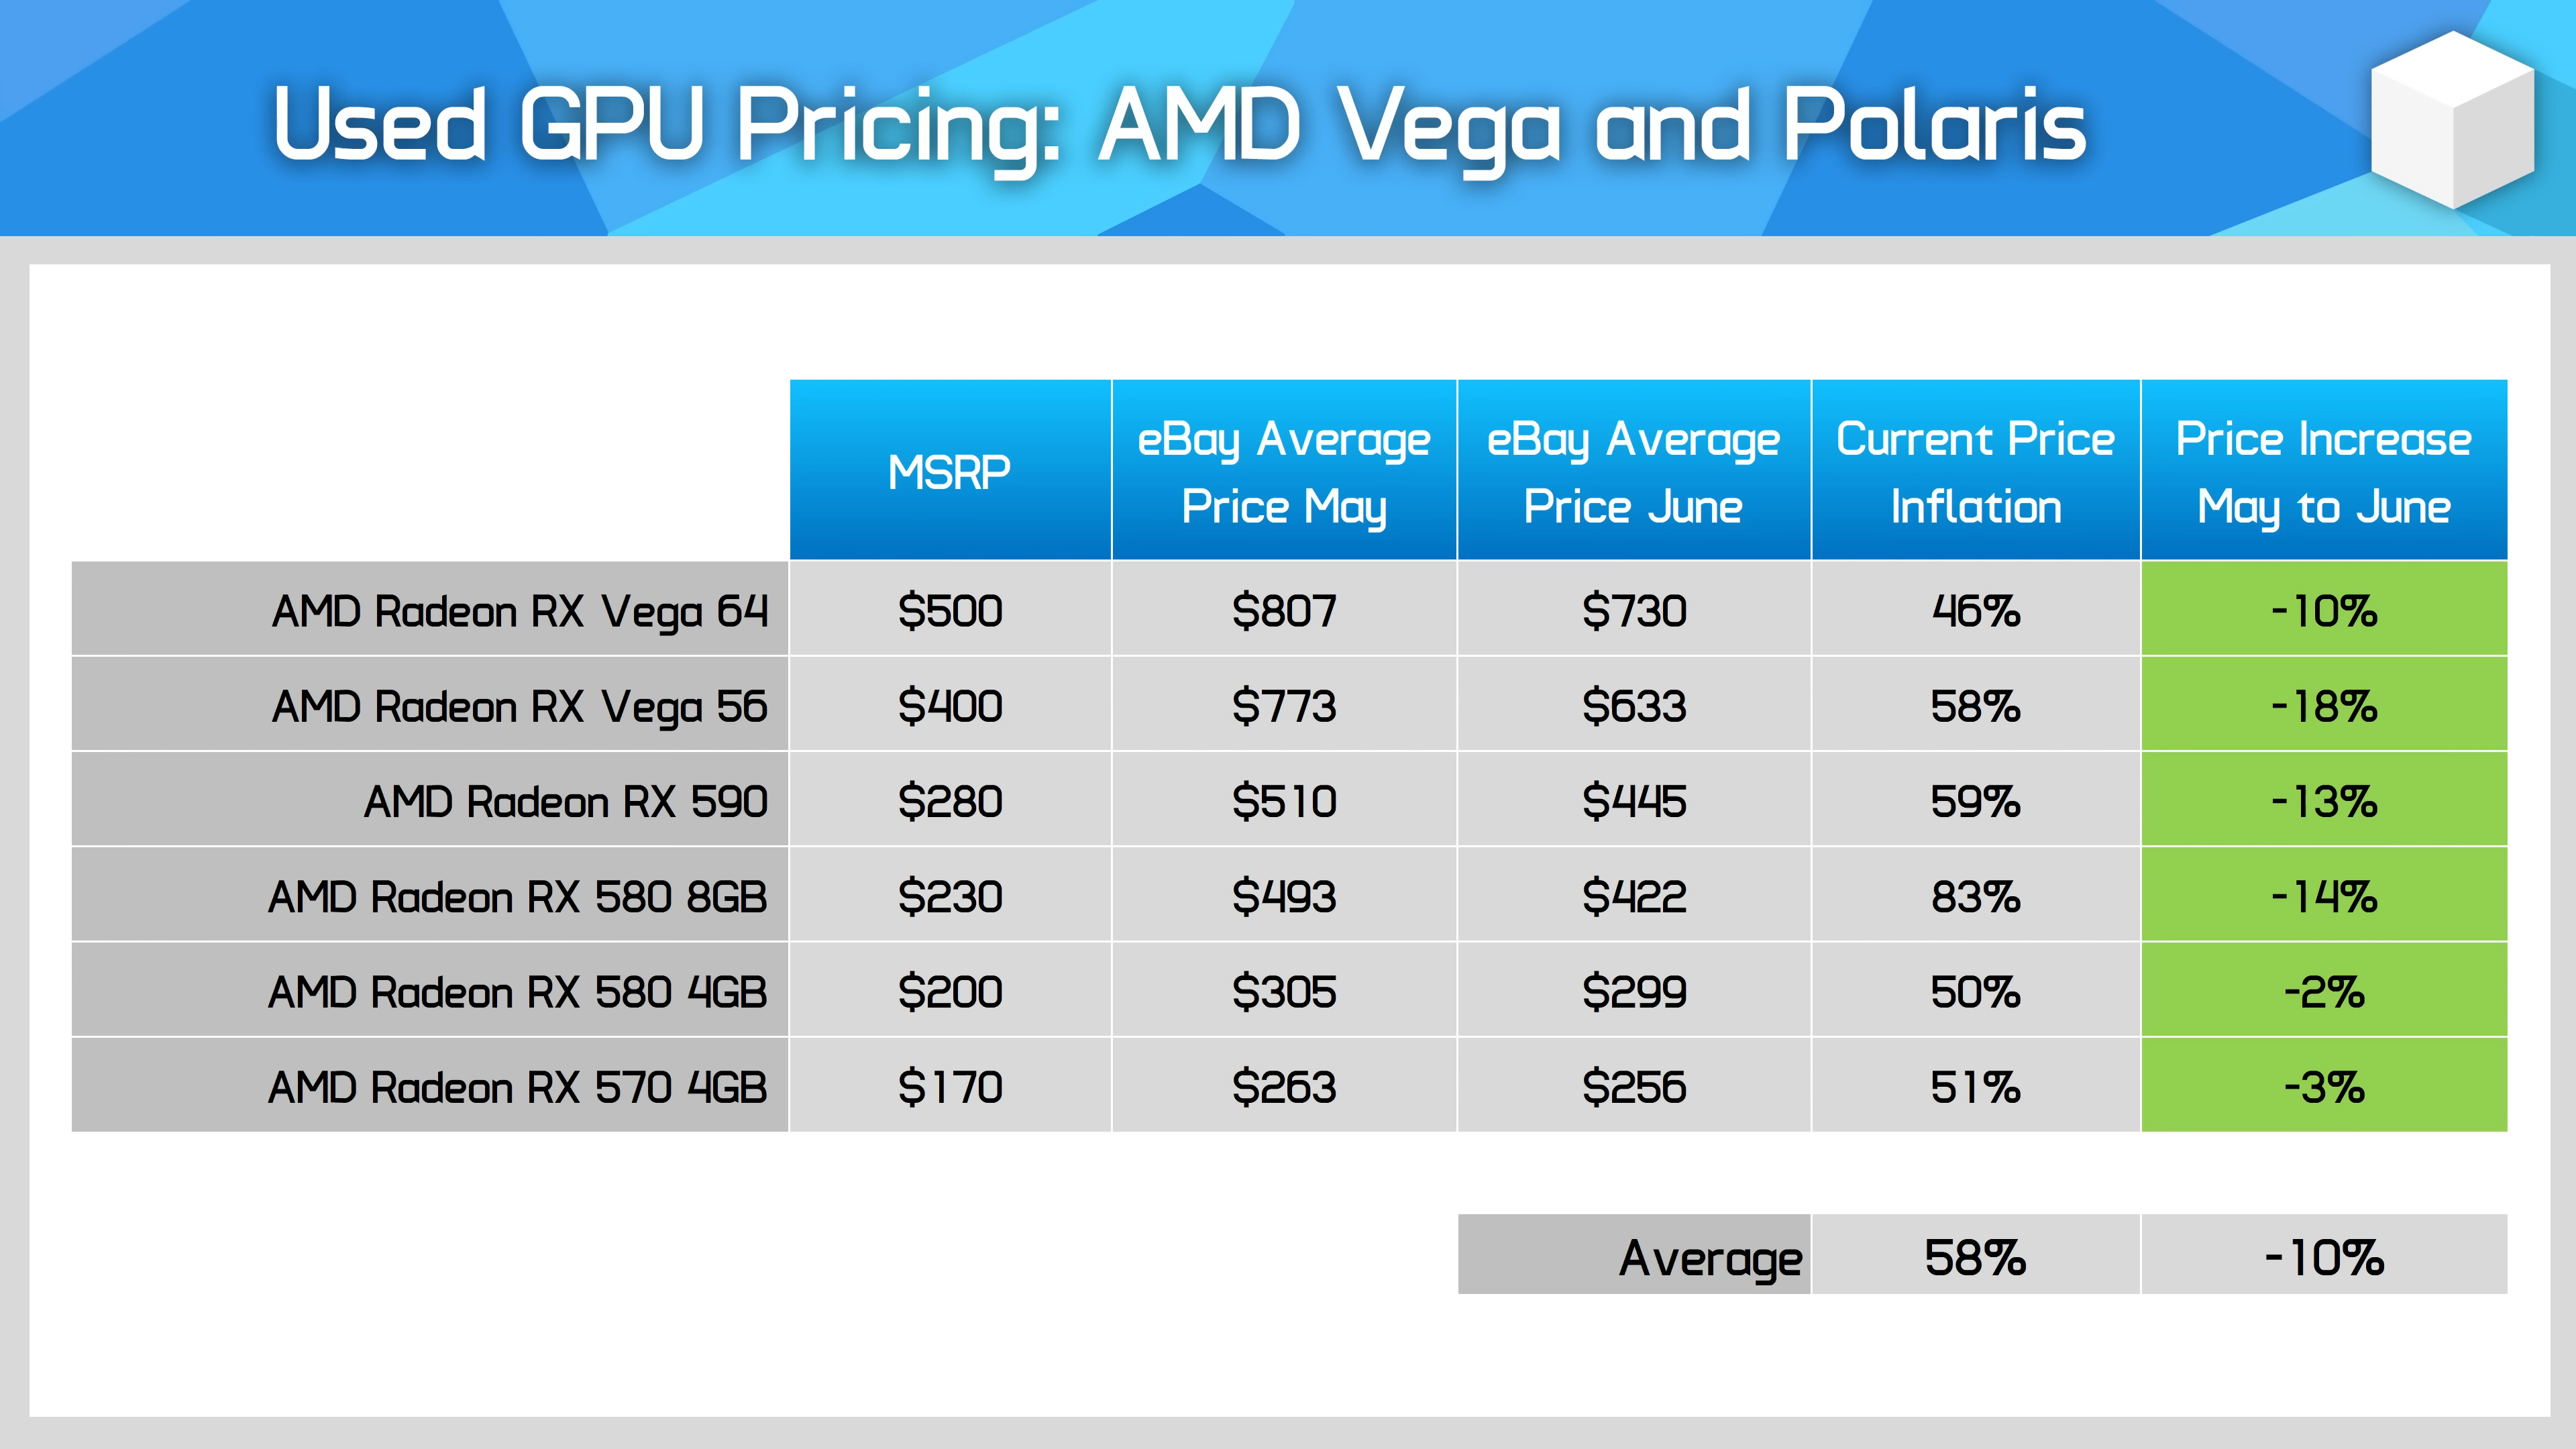 Used GPU Pricing: AMD Vega and Polaris
MSRP
eBay Average
Price May
eBay Average
Price June
Current Price
Inflation
Price Increase
May to June
AMD Radeon RX Vega 64 $500 $807 $730 46% -10%
AMD Radeon RX Vega 56 $400 $773 $633 58% -18%
AMD Radeon RX 590 $280 $510 $445 59% -13%
AMD Radeon RX 580 8GB $230 $493 $422 83% -14%
AMD Radeon RX 580 4GB $200 $305 $299 50% -2%
AMD Radeon RX 570 4GB $170 $263 $256 51% -3%
Average 58% -10%